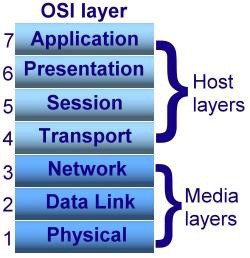 OSI layer
7 Application
6 Presentation
5 Session
4 Transport
3 Network
2 Data Link
1 Physical
Host
layers
Media
layers